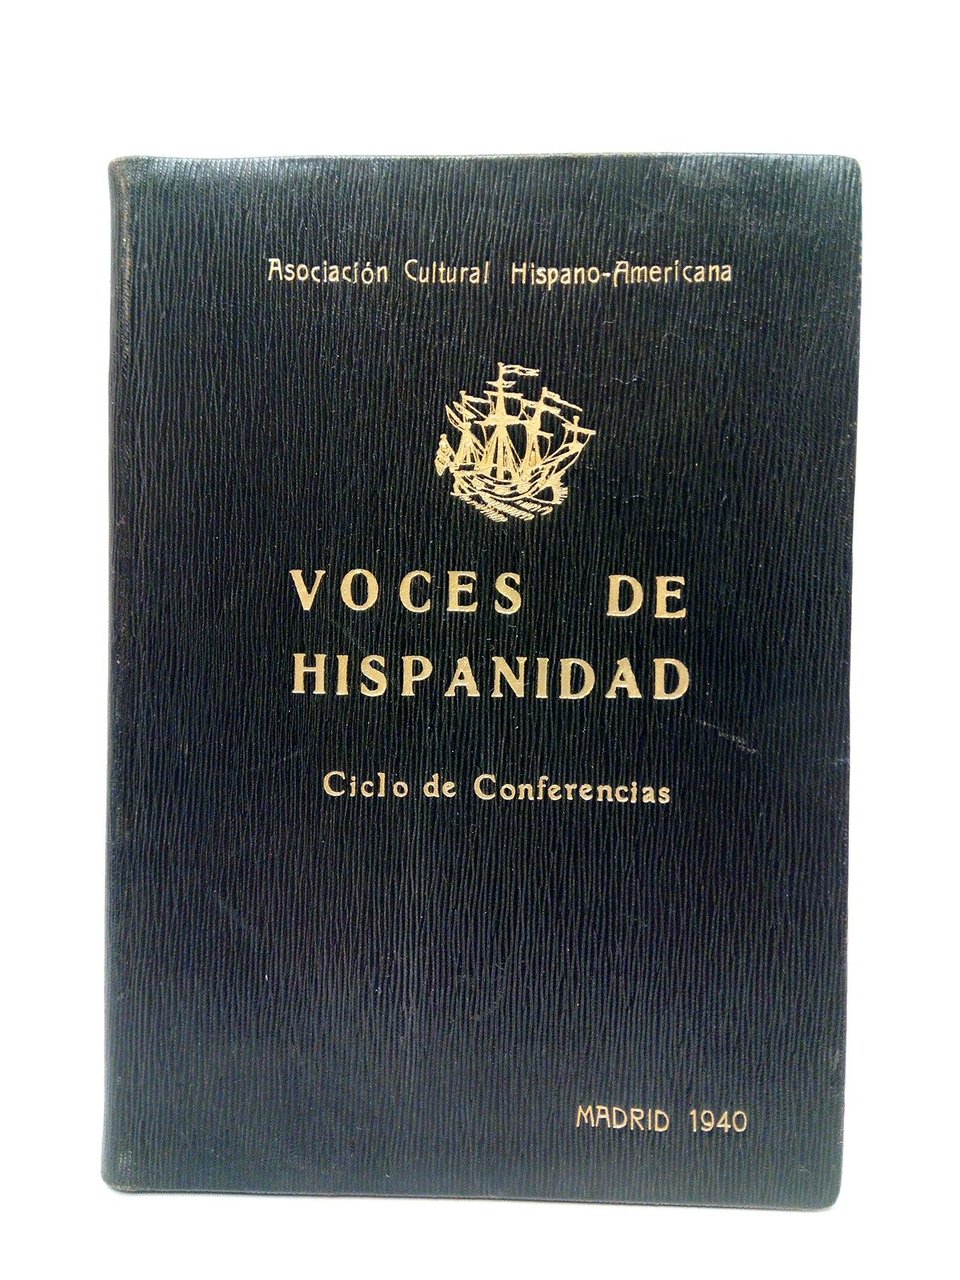 Asociación Cultural Hispano-Americana
VOCES DE
HISPANIDAD
Ciclo de Conferencias
MADRID 1940